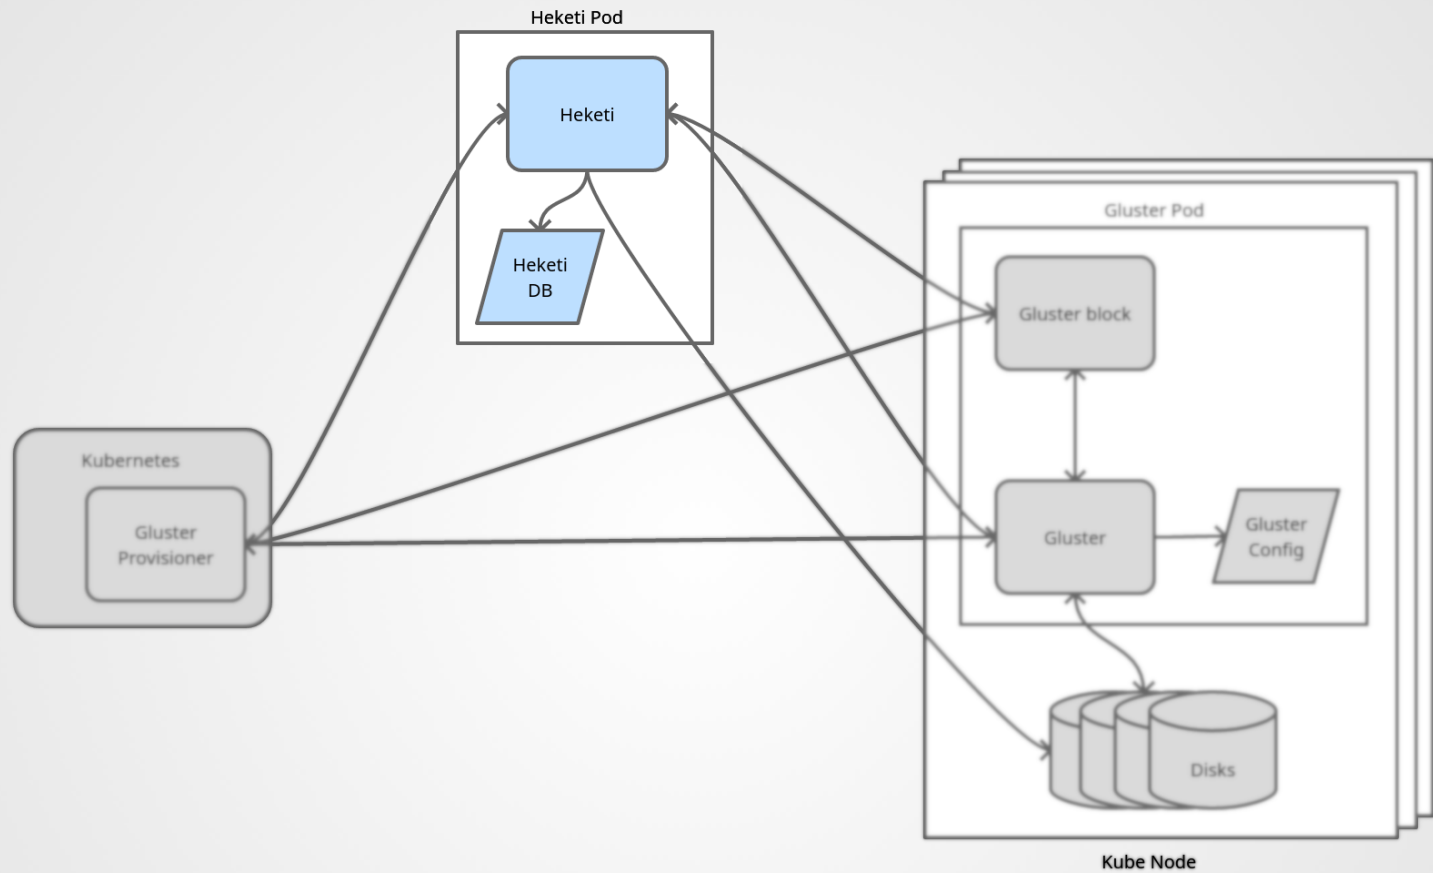 Heketi Pod
Heketi
Heketi
DB
Gluster Pod
Gluster block
Kubernetes
Gluster
Provisioner
Gluster
Gluster
Config
Disks
Kube Node